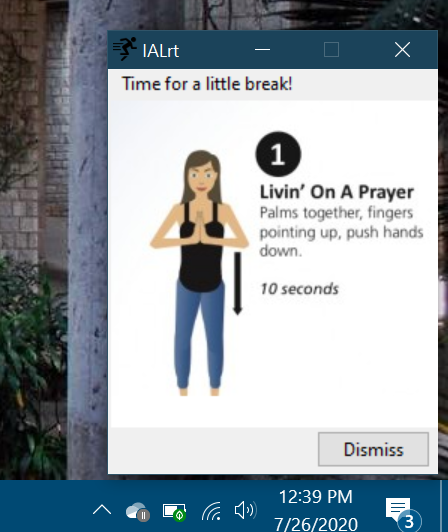 IALrt
Time for a little break!
1
Livin' On A Prayer
Palms together, fingers
pointing up, push hands
down.
10 seconds
Dismiss
12:39 PM
7/26/2020
3